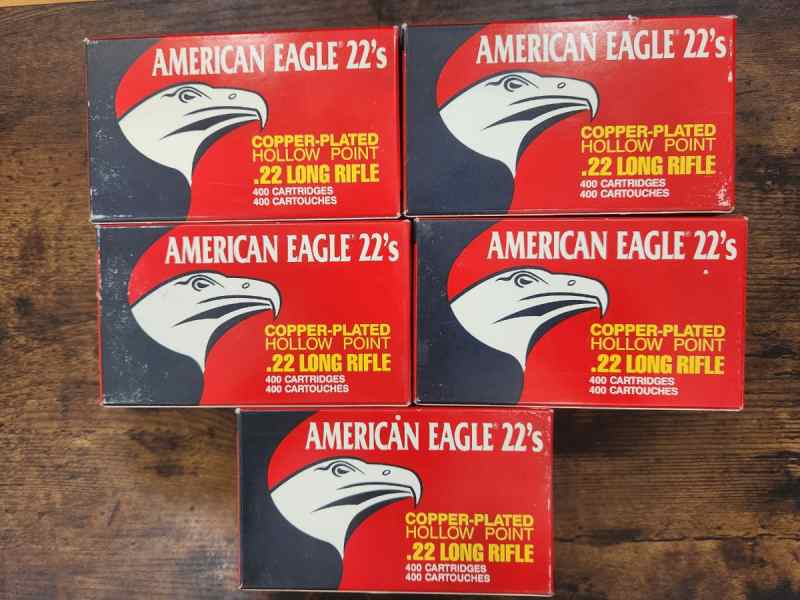 AMERICAN EAGLE® 22's
COPPER-PLATED
HOLLOW POINT
.22 LONG RIFLE
400 CARTRIDGES
400 CARTOUCHES
AMERICAN EAGLE® 22's
COPPER-PLATED
HOLLOW POINT
.22 LONG RIFLE
400 CARTRIDGES
400 CARTOUCHES
AMERICAN EAGLE® 22's
COPPER-PLATED
HOLLOW POINT
.22 LONG RIFLE
400 CARTRIDGES
400 CARTOUCHES
AMERICAN EAGLE® 22's
COPPER-PLATED
HOLLOW POINT
.22 LONG RIFLE
400 CARTRIDGES
400 CARTOUCHES
AMERICAN EAGLE® 22's
COPPER-PLATED
HOLLOW POINT
.22 LONG RIFLE
400 CARTRIDGES
400 CARTOUCHES